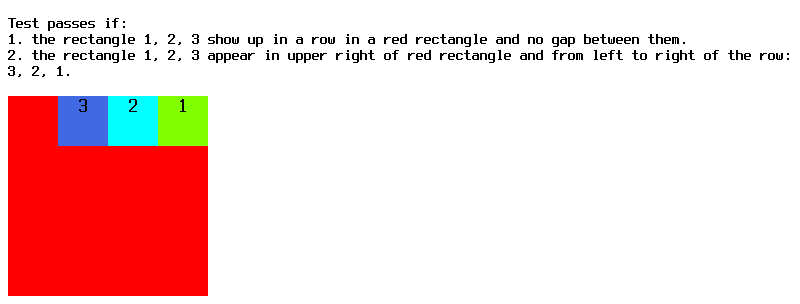 Test passes if:
1. the rectangle 1, 2, 3 show up in a row in a red rectangle and no gap between them.
2. the rectangle 1, 2, 3 appear in upper right of red rectangle and from left to right of the row:
3, 2, 1.
3 2 1